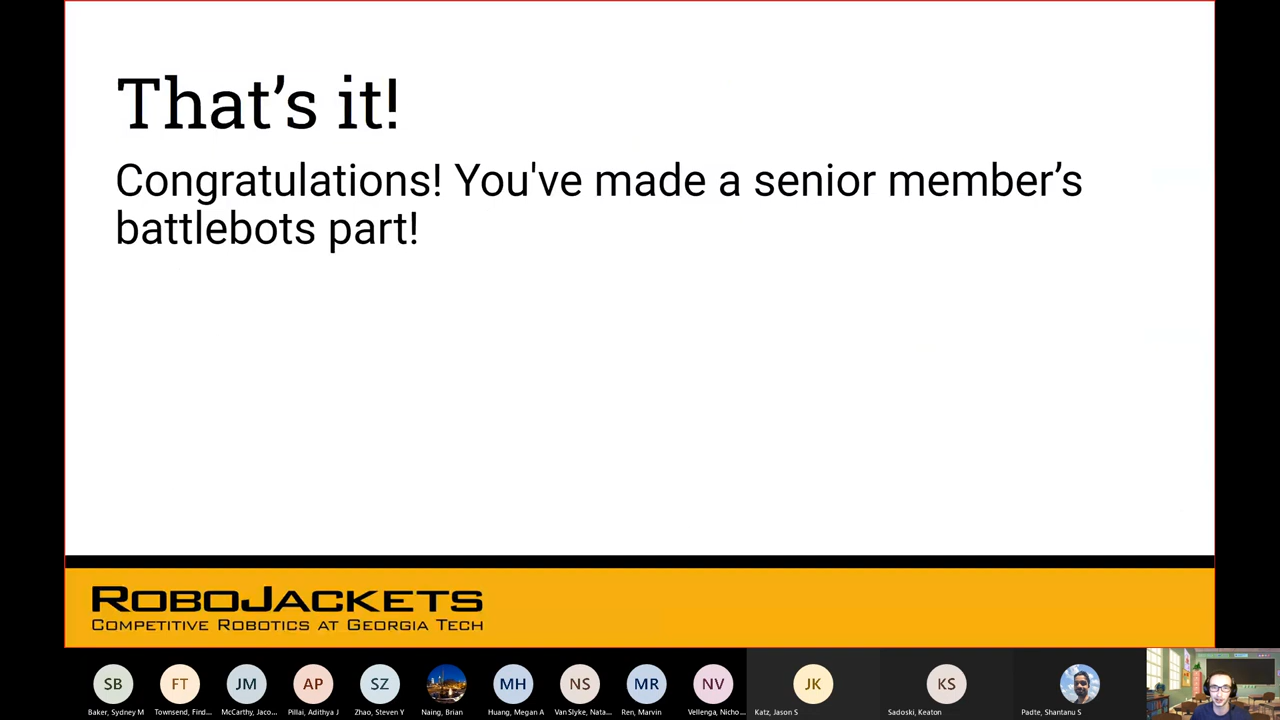 That's it!
Congratulations! You've made a senior member's
battlebots part!
ROBOJACKETS
COMPETITIVE ROBOTICS AT GEORGIA TECH
SB FT JM AP SZ MH NS MR NV JK KS
Baker, Sydney M Townsend, Find... McCarthy, Jaco... Pillai, Adithya J Zhao, Steven Y Naing, Brian Huang, Megan A Van Slyke, Nata... Ren, Marvin Vellenga, Nicho... Katz, Jason S Sadoski, Keaton Padte, Shantanu S